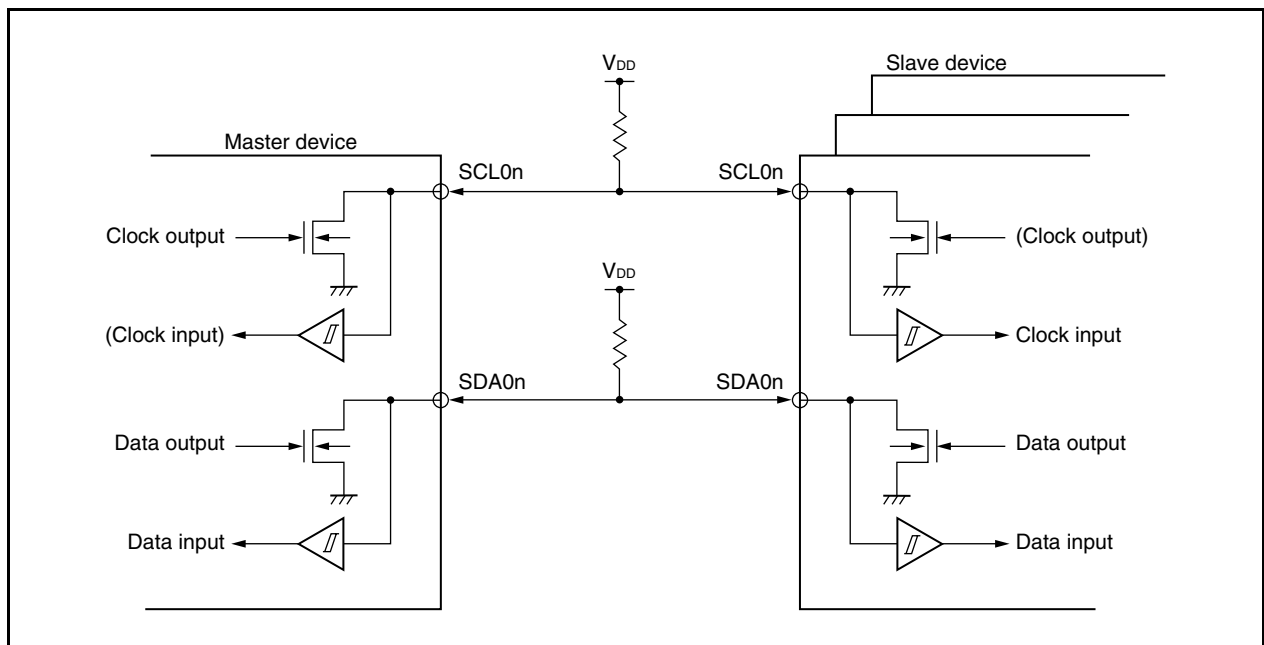 VDD
Slave device
Master device
SCL0n
SCL0n
Clock output
(Clock output)
VDD
(Clock input)
Clock input
SDA0n
SDA0n
Data output
Data output
Data input
Data input